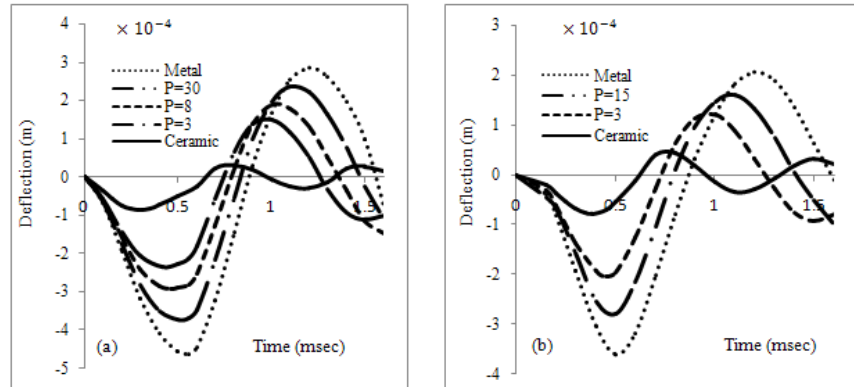 × 10⁻⁴
4
3
2
1
0
-1
-2
-3
-4
-5
Deflection (m)
Metal
P=30
P=8
P=3
Ceramic
0
0.5
1
1.5
(a)
Time (msec)
× 10⁻⁴
3
2
1
0
-1
-2
-3
-4
Deflection (m)
Metal
P=15
P=3
Ceramic
0
0.5
1
1.5
(b)
Time (msec)